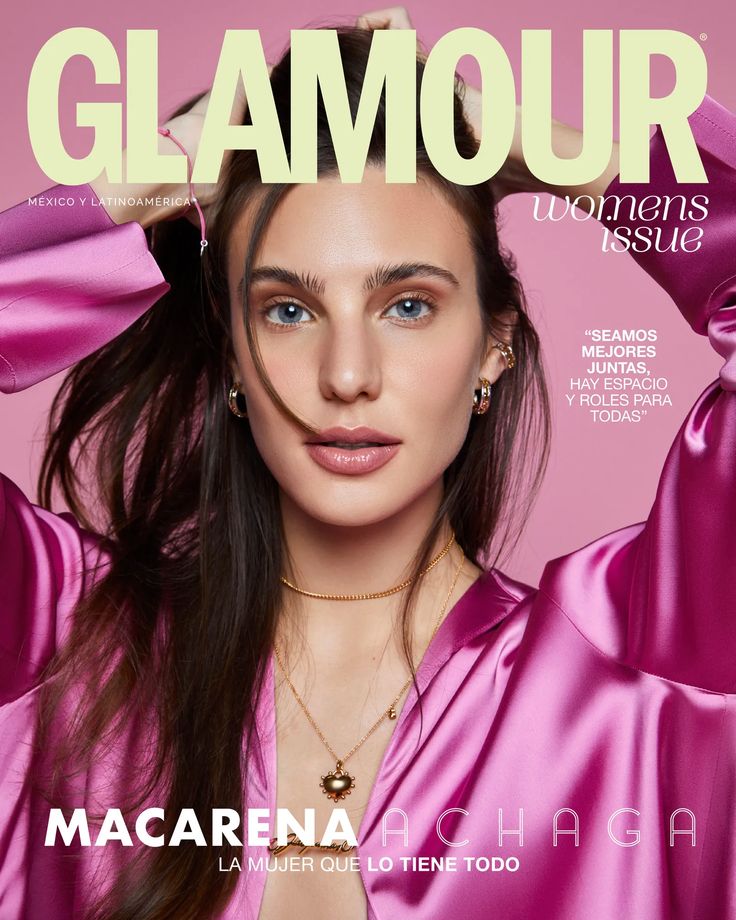 GLAMOUR®
MÉXICO Y LATINOAMÉRICA
womens
issue
“SEAMOS
MEJORES
JUNTAS,
HAY ESPACIO
Y ROLES PARA
TODAS”
MACARENA ACHAGA
LA MUJER QUE LO TIENE TODO